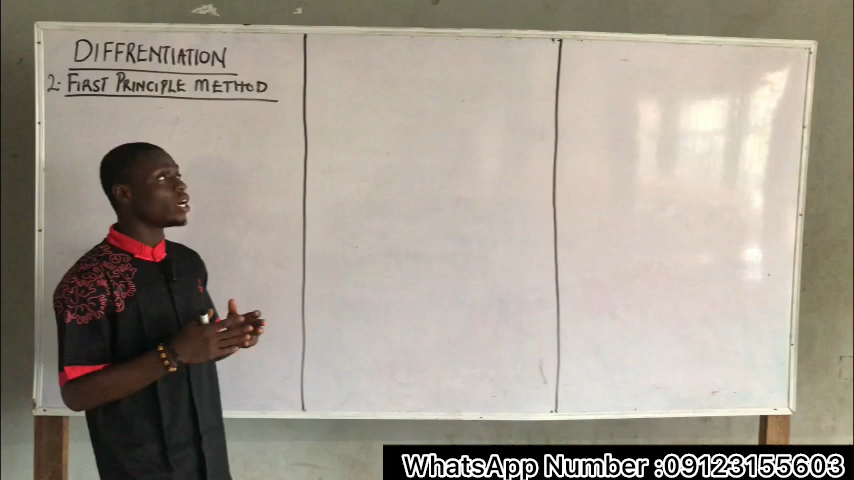 DIFFRENTIATION
2. FIRST PRINCIPLE METHOD
WhatsApp Number :09123155603